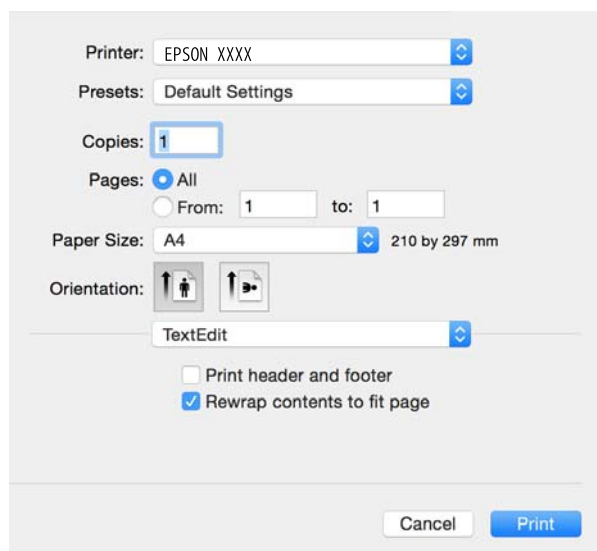 Printer: EPSON XXXX
Presets: Default Settings
Copies: 1
Pages: All
From: 1 to: 1
Paper Size: A4 210 by 297 mm
Orientation:
TextEdit
Print header and footer
Rewrap contents to fit page
Cancel Print